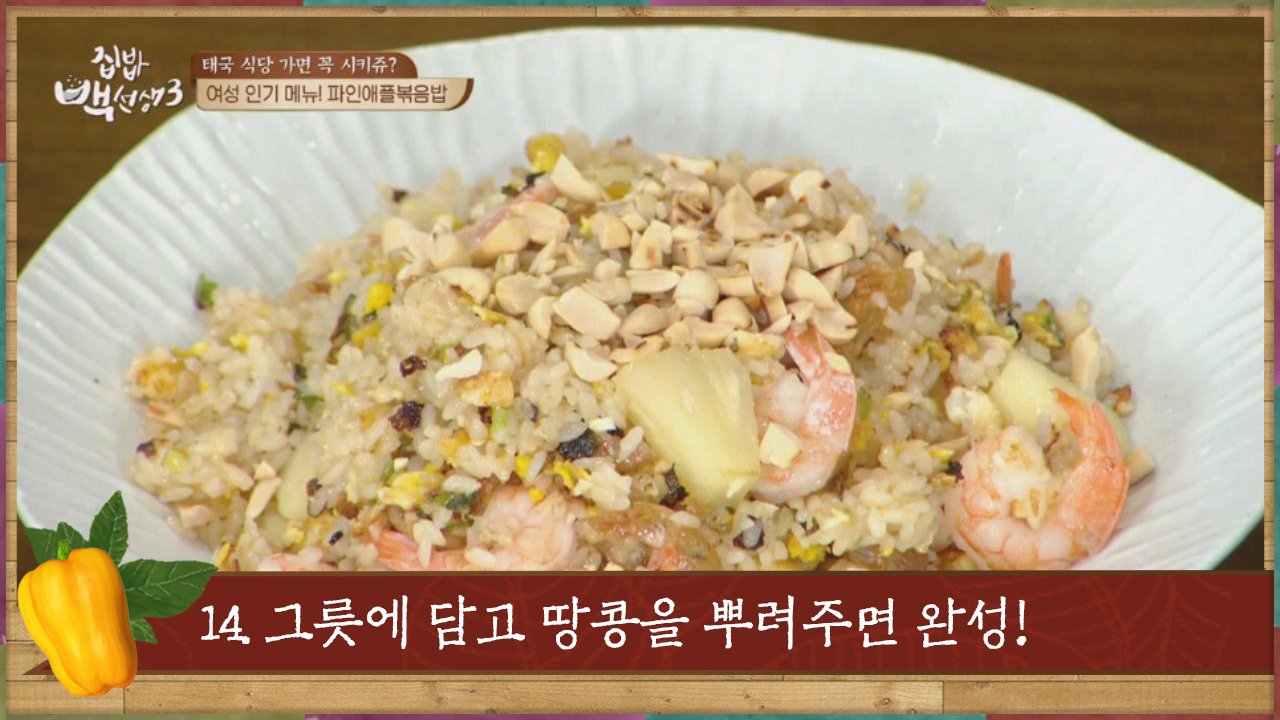 집밥
백선생3
태국 식당 가면 꼭 시키쥬?
여성 인기 메뉴! 파인애플볶음밥
14. 그릇에 담고 땅콩을 뿌려주면 완성!